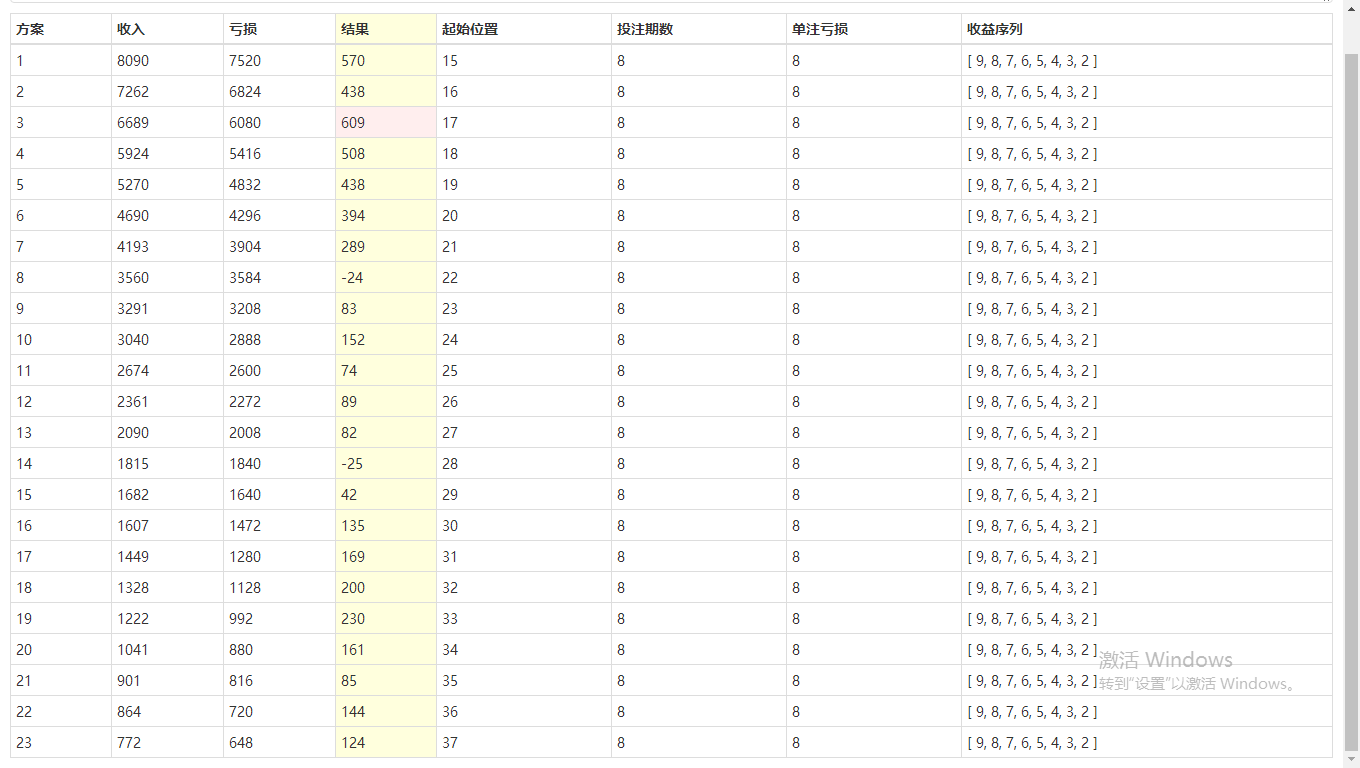 方案 收入 亏损 结果 起始位置 投注期数 单注亏损 收益序列
1 8090 7520 570 15 8 8 [ 9, 8, 7, 6, 5, 4, 3, 2 ]
2 7262 6824 438 16 8 8 [ 9, 8, 7, 6, 5, 4, 3, 2 ]
3 6689 6080 609 17 8 8 [ 9, 8, 7, 6, 5, 4, 3, 2 ]
4 5924 5416 508 18 8 8 [ 9, 8, 7, 6, 5, 4, 3, 2 ]
5 5270 4832 438 19 8 8 [ 9, 8, 7, 6, 5, 4, 3, 2 ]
6 4690 4296 394 20 8 8 [ 9, 8, 7, 6, 5, 4, 3, 2 ]
7 4193 3904 289 21 8 8 [ 9, 8, 7, 6, 5, 4, 3, 2 ]
8 3560 3584 -24 22 8 8 [ 9, 8, 7, 6, 5, 4, 3, 2 ]
9 3291 3208 83 23 8 8 [ 9, 8, 7, 6, 5, 4, 3, 2 ]
10 3040 2888 152 24 8 8 [ 9, 8, 7, 6, 5, 4, 3, 2 ]
11 2674 2600 74 25 8 8 [ 9, 8, 7, 6, 5, 4, 3, 2 ]
12 2361 2272 89 26 8 8 [ 9, 8, 7, 6, 5, 4, 3, 2 ]
13 2090 2008 82 27 8 8 [ 9, 8, 7, 6, 5, 4, 3, 2 ]
14 1815 1840 -25 28 8 8 [ 9, 8, 7, 6, 5, 4, 3, 2 ]
15 1682 1640 42 29 8 8 [ 9, 8, 7, 6, 5, 4, 3, 2 ]
16 1607 1472 135 30 8 8 [ 9, 8, 7, 6, 5, 4, 3, 2 ]
17 1449 1280 169 31 8 8 [ 9, 8, 7, 6, 5, 4, 3, 2 ]
18 1328 1128 200 32 8 8 [ 9, 8, 7, 6, 5, 4, 3, 2 ]
19 1222 992 230 33 8 8 [ 9, 8, 7, 6, 5, 4, 3, 2 ]
20 1041 880 161 34 8 8 [ 9, 8, 7, 6, 5, 4, 3, 2 ]
激活 Windows
21 901 816 85 35 8 8 [ 9, 8, 7, 6, 5, 4, 3, 2 ]
转到“设置”以激活 Windows。
22 864 720 144 36 8 8 [ 9, 8, 7, 6, 5, 4, 3, 2 ]
23 772 648 124 37 8 8 [ 9, 8, 7, 6, 5, 4, 3, 2 ]